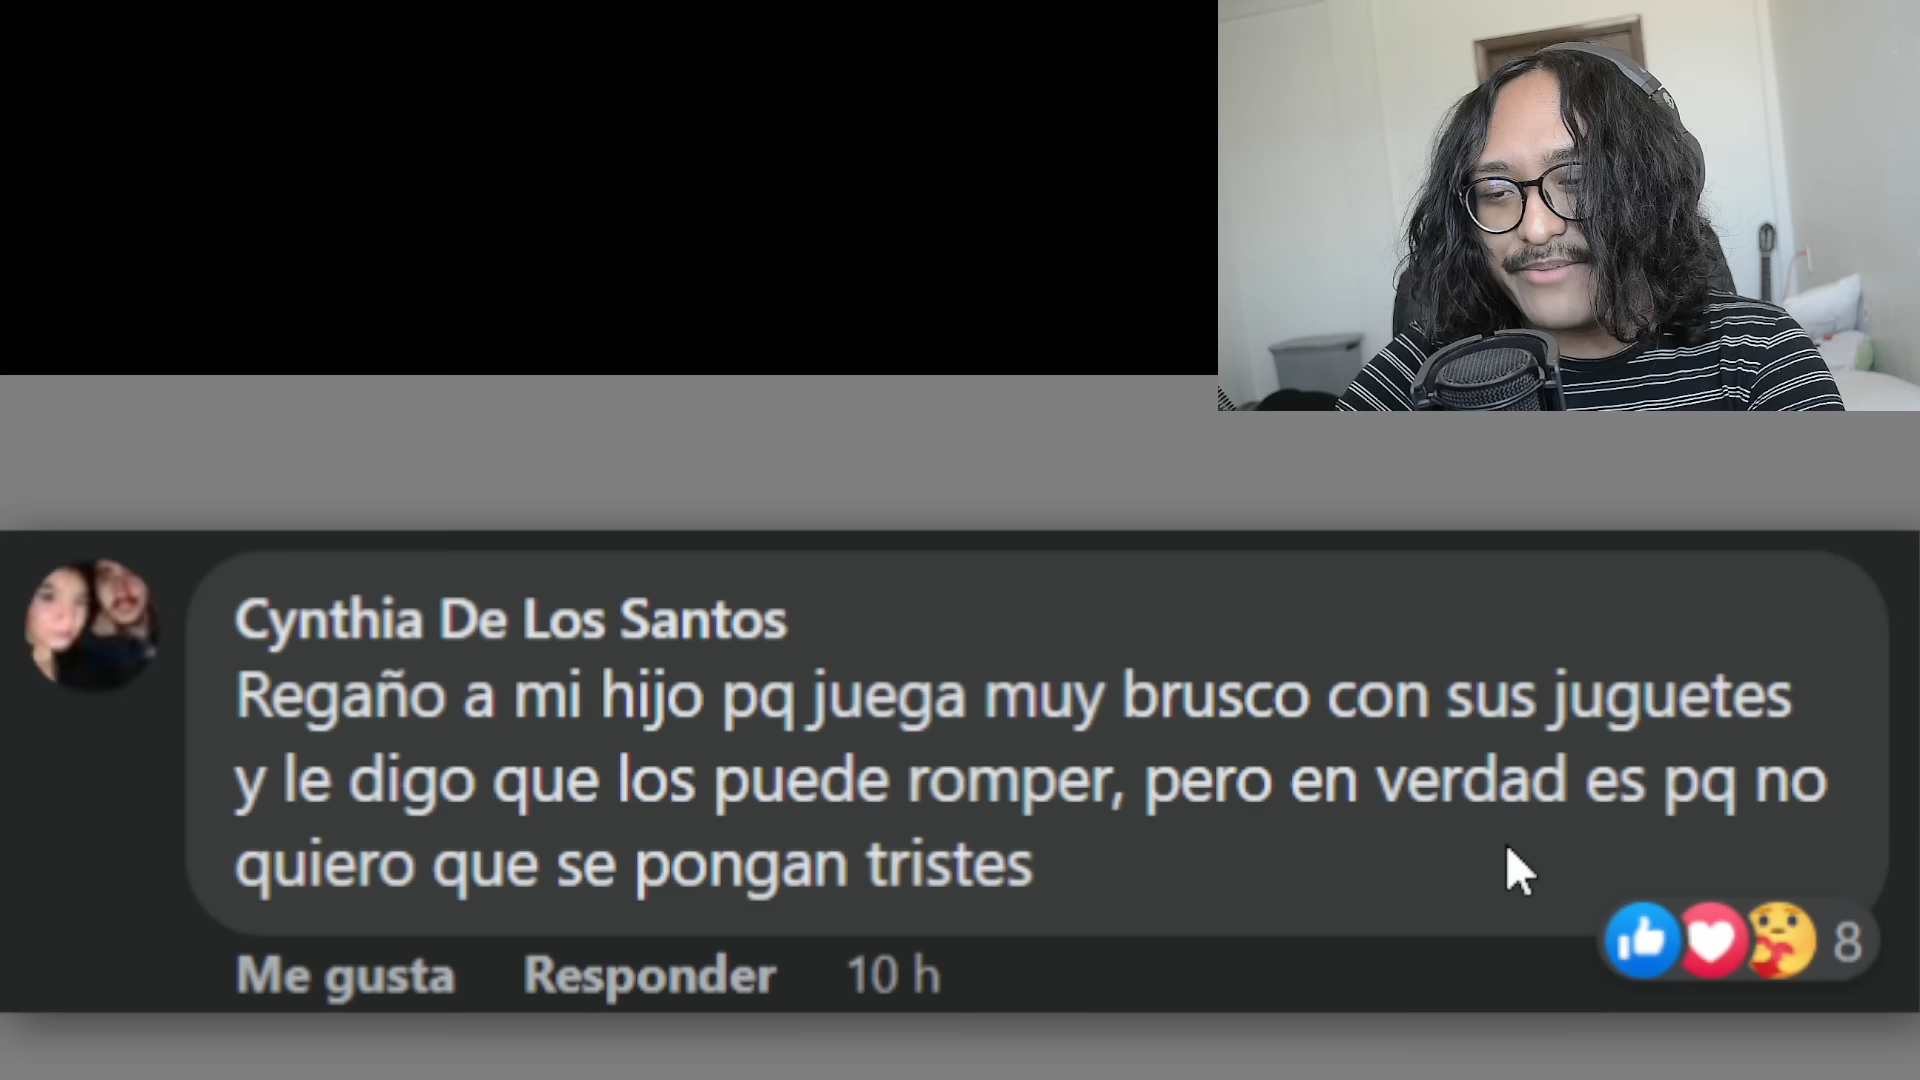 Cynthia De Los Santos
Regaño a mi hijo pq juega muy brusco con sus juguetes
y le digo que los puede romper, pero en verdad es pq no
quiero que se pongan tristes
Me gusta Responder 10 h
8